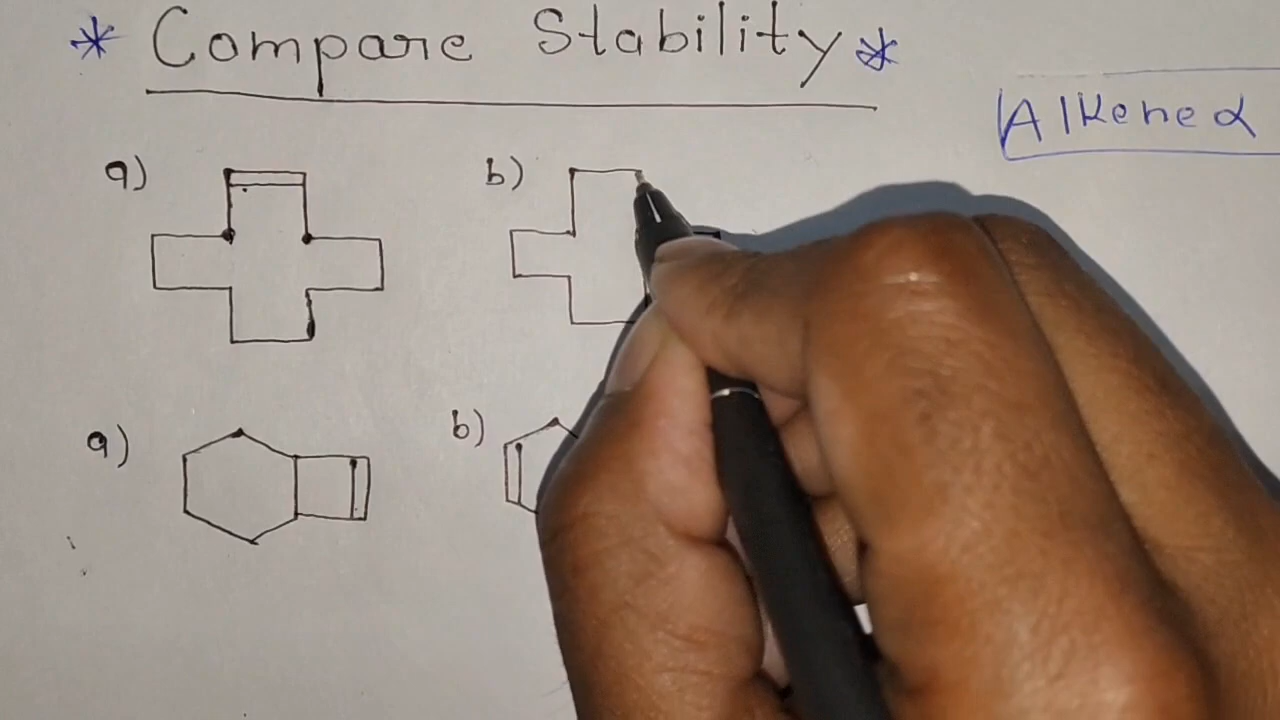 * Compare Stability *
Alkene α
a) b)
a) b)